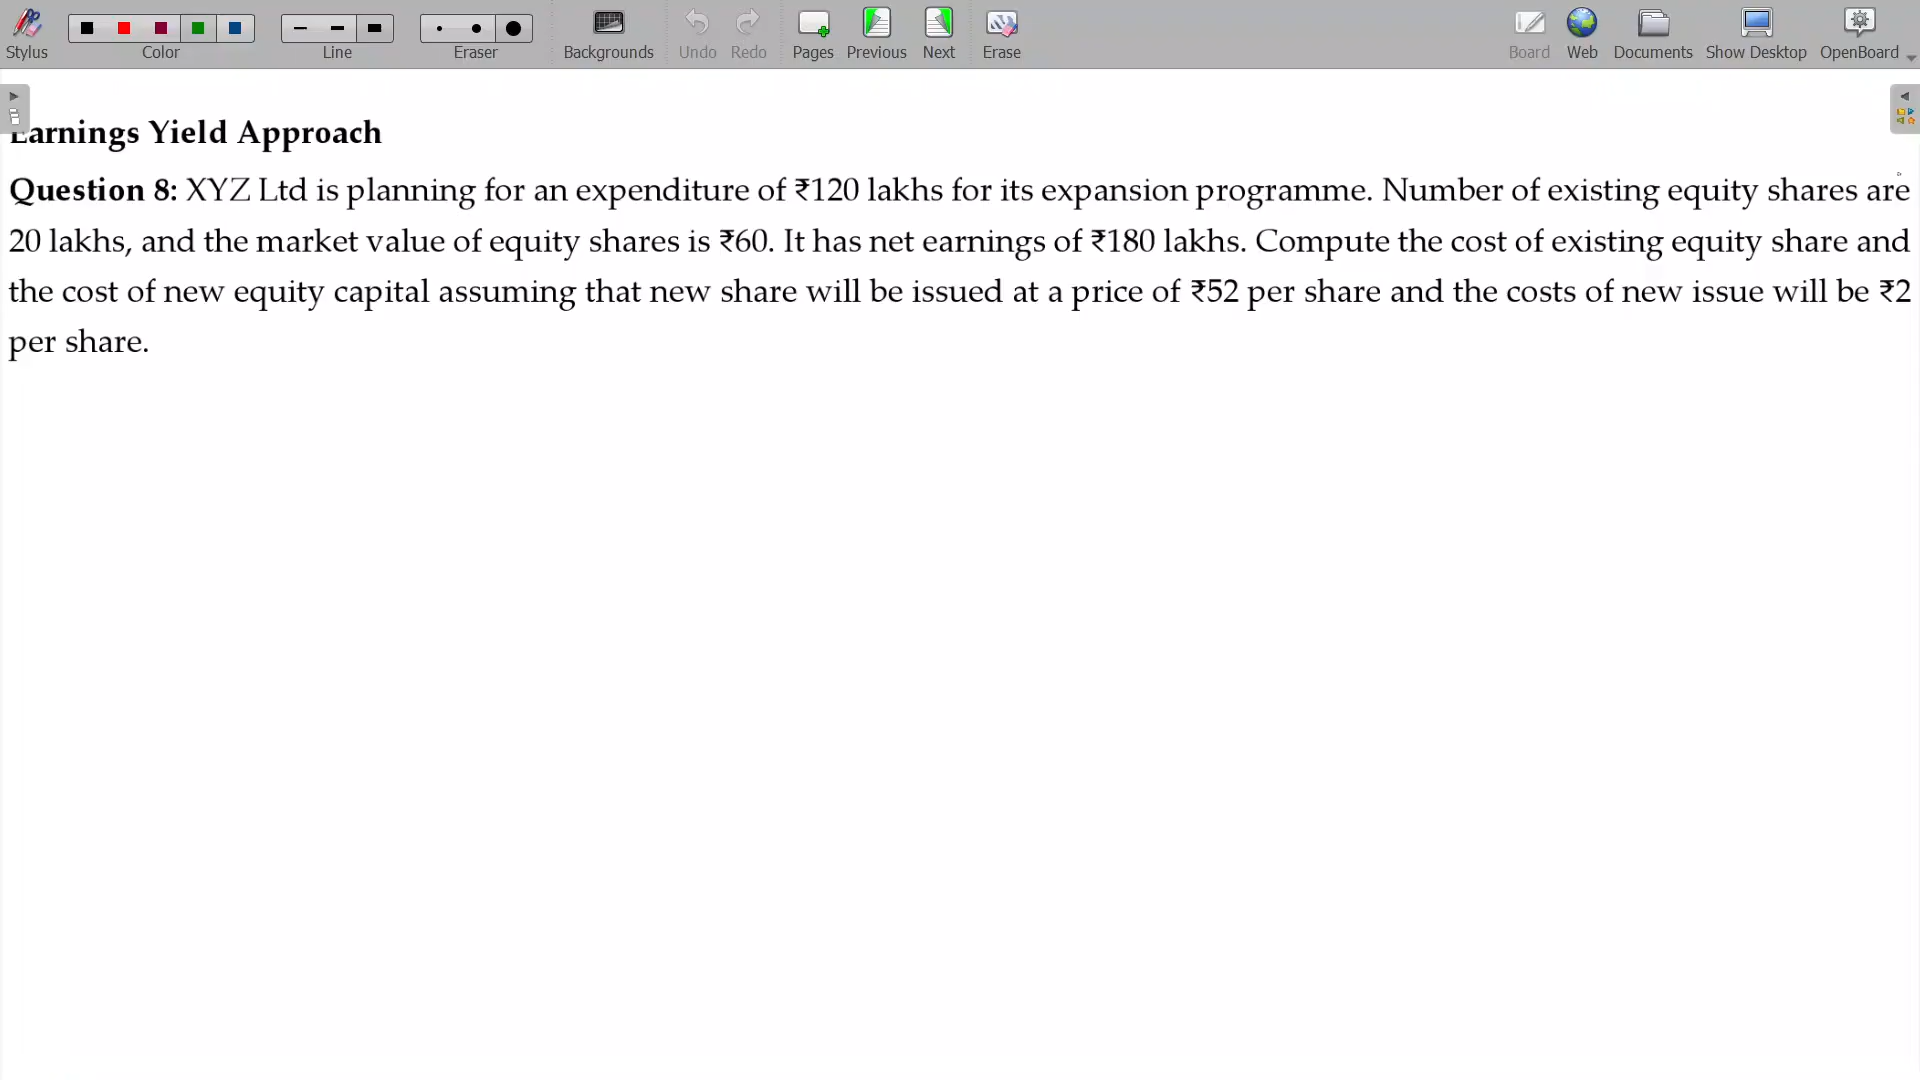 Stylus Color Line Eraser Backgrounds Undo Redo Pages Previous Next Erase Board Web Documents Show Desktop OpenBoard
Earnings Yield Approach
Question 8: XYZ Ltd is planning for an expenditure of ₹120 lakhs for its expansion programme. Number of existing equity shares are
20 lakhs, and the market value of equity shares is ₹60. It has net earnings of ₹180 lakhs. Compute the cost of existing equity share and
the cost of new equity capital assuming that new share will be issued at a price of ₹52 per share and the costs of new issue will be ₹2
per share.